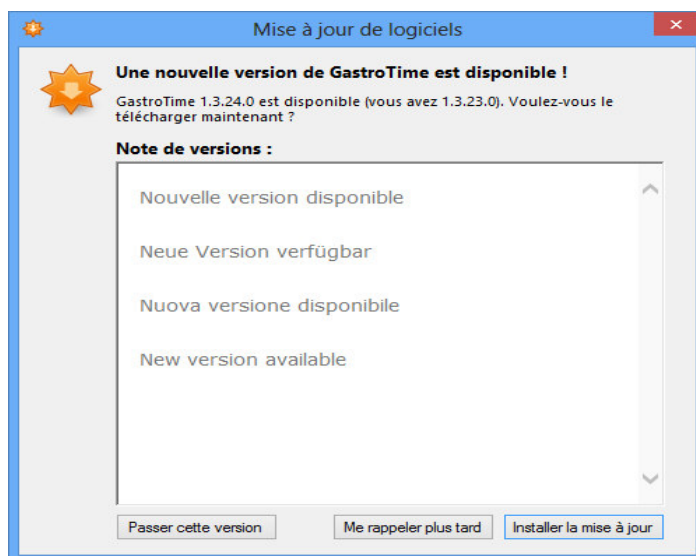 Mise à jour de logiciels
Une nouvelle version de GastroTime est disponible !
GastroTime 1.3.24.0 est disponible (vous avez 1.3.23.0). Voulez-vous le
télécharger maintenant ?
Note de versions :
Nouvelle version disponible
Neue Version verfügbar
Nuova versione disponibile
New version available
Passer cette version
Me rappeler plus tard
Installer la mise à jour